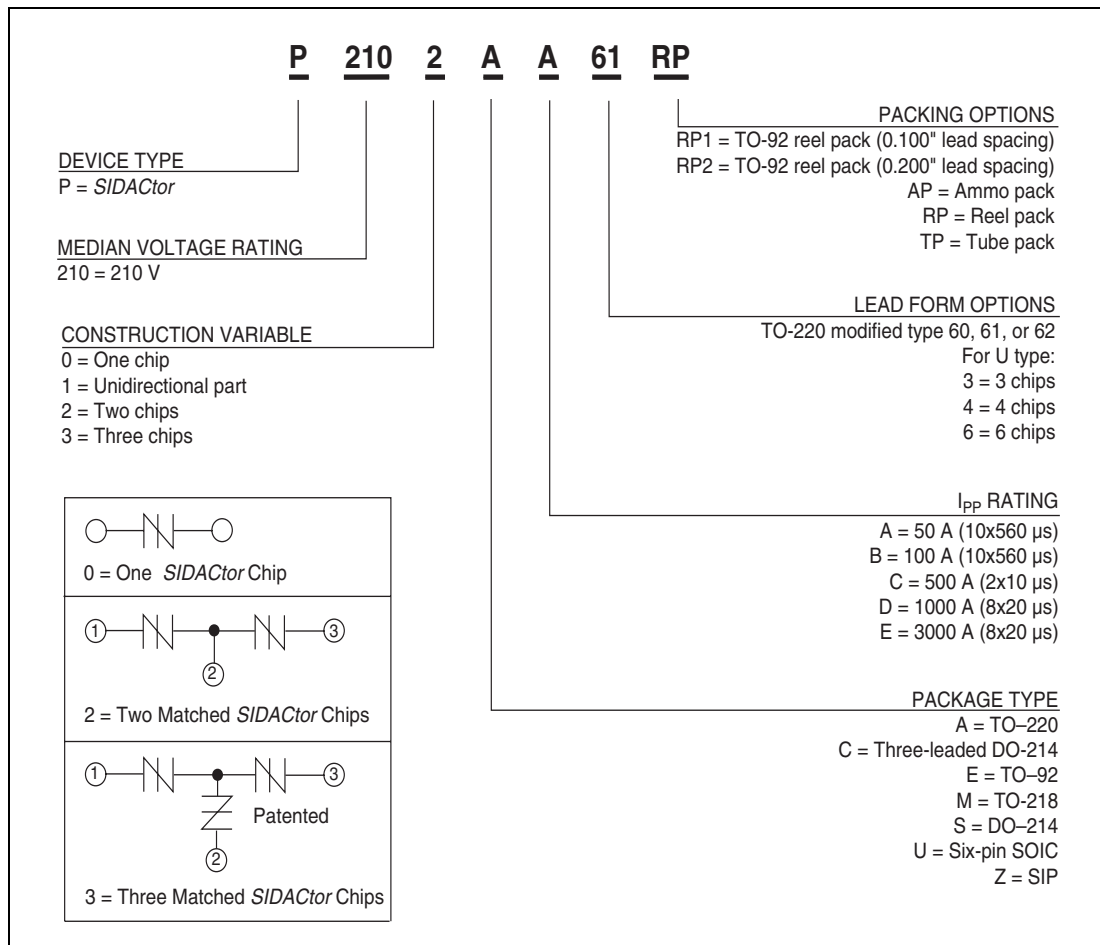 P 210 2 A A 61 RP
PACKING OPTIONS
RP1 = TO-92 reel pack (0.100" lead spacing)
RP2 = TO-92 reel pack (0.200" lead spacing)
AP = Ammo pack
RP = Reel pack
TP = Tube pack
DEVICE TYPE
P = SIDACtor
MEDIAN VOLTAGE RATING
210 = 210 V
CONSTRUCTION VARIABLE
0 = One chip
1 = Unidirectional part
2 = Two chips
3 = Three chips
LEAD FORM OPTIONS
TO-220 modified type 60, 61, or 62
For U type:
3 = 3 chips
4 = 4 chips
6 = 6 chips
IPP RATING
A = 50 A (10x560 µs)
B = 100 A (10x560 µs)
C = 500 A (2x10 µs)
D = 1000 A (8x20 µs)
E = 3000 A (8x20 µs)
PACKAGE TYPE
A = TO–220
C = Three-leaded DO-214
E = TO–92
M = TO-218
S = DO–214
U = Six-pin SOIC
Z = SIP
0 = One SIDACtor Chip
1 3
2
2 = Two Matched SIDACtor Chips
1 3
Patented
2
3 = Three Matched SIDACtor Chips